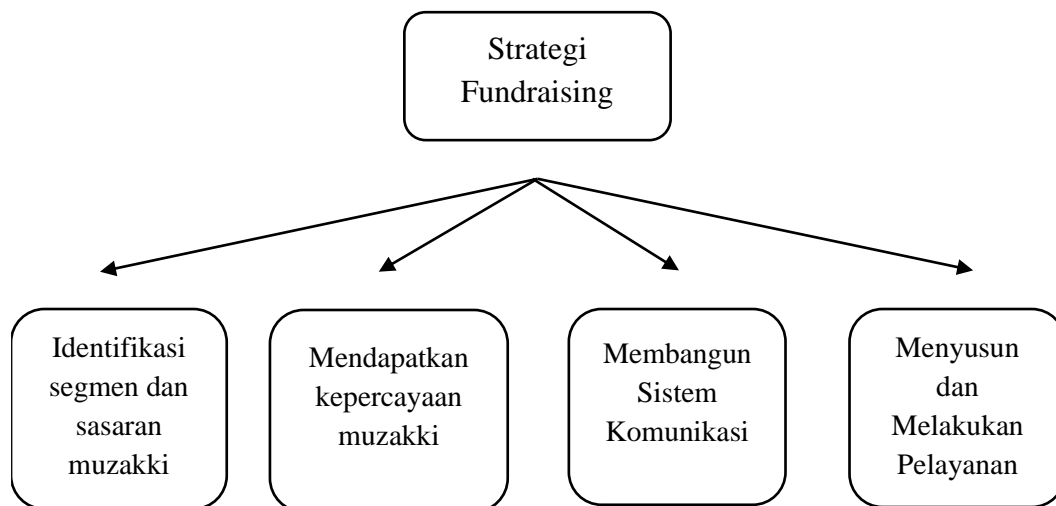 Strategi
Fundraising
Identifikasi
segmen dan
sasaran
muzakki
Mendapatkan
kepercayaan
muzakki
Membangun
Sistem
Komunikasi
Menyusun
dan
Melakukan
Pelayanan